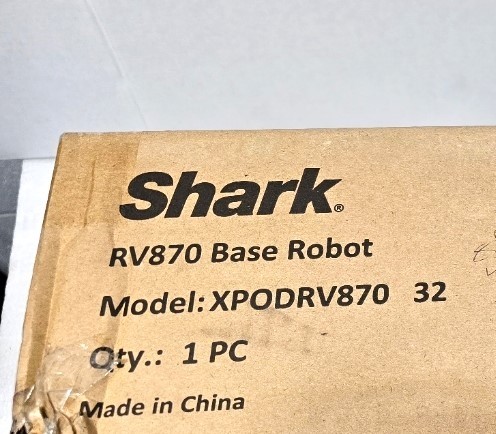 Shark®
RV870 Base Robot
Model: XPODRV870 32
Qty.: 1 PC
Made in China